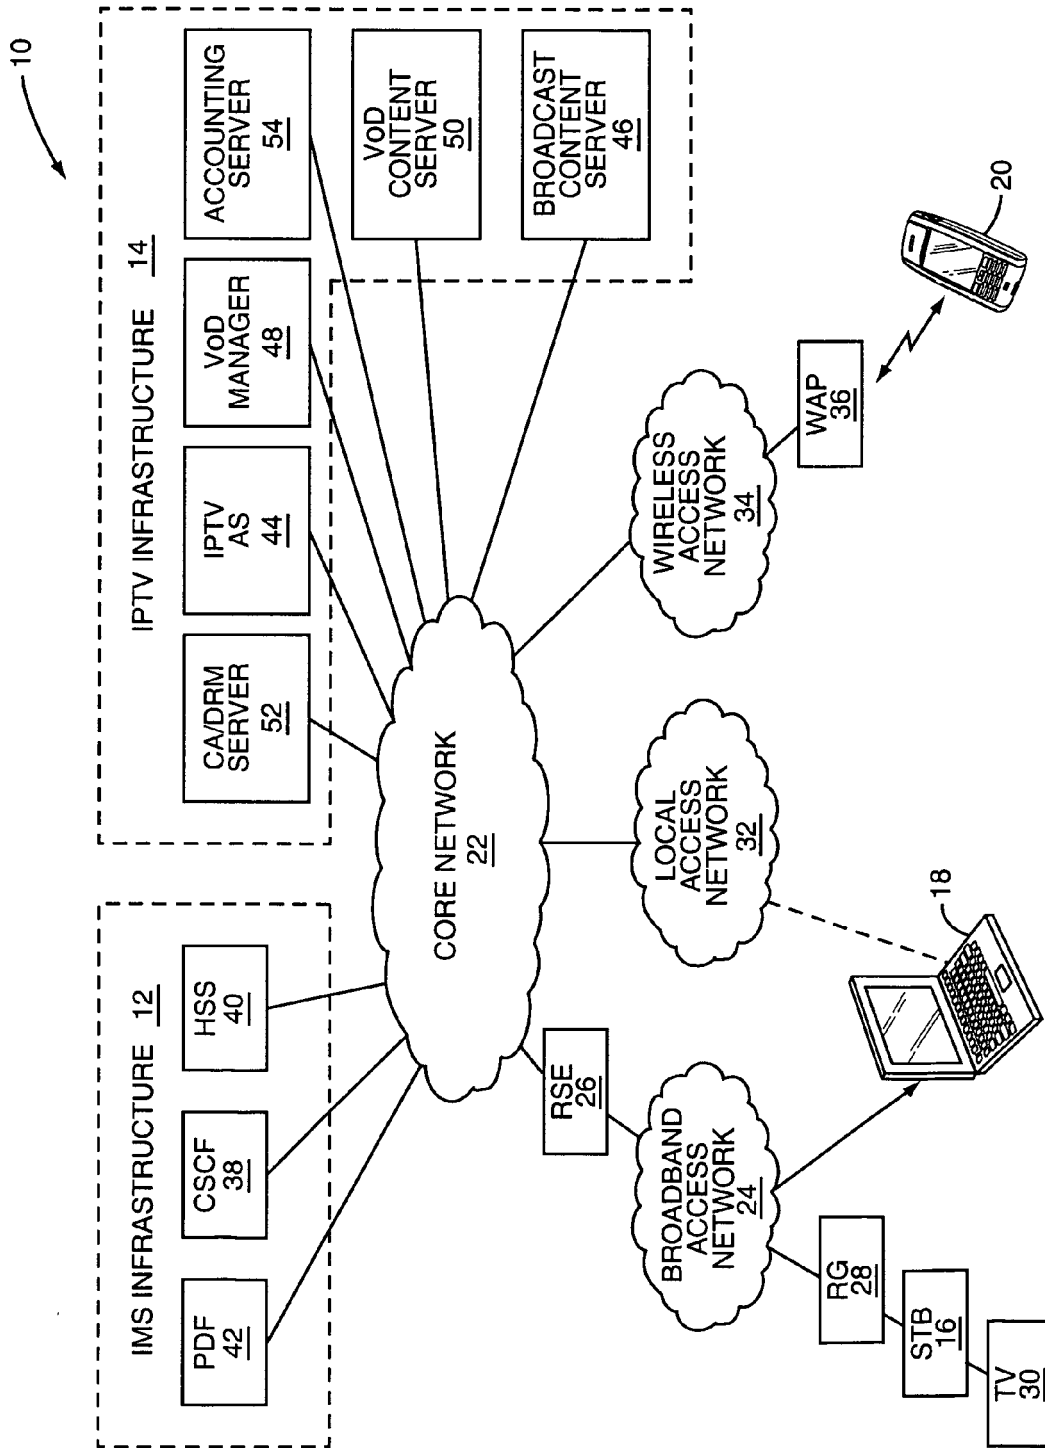 10
IMS INFRASTRUCTURE 12
PDF
42
CSCF
38
HSS
40
IPTV INFRASTRUCTURE 14
CA/DRM
SERVER
52
IPTV
AS
44
VoD
MANAGER
48
ACCOUNTING
SERVER
54
VoD
CONTENT
SERVER
50
BROADCAST
CONTENT
SERVER
46
CORE NETWORK
22
RSE
26
BROADBAND
ACCESS
NETWORK
24
LOCAL
ACCESS
NETWORK
32
WIRELESS
ACCESS
NETWORK
34
RG
28
STB
16
TV
30
18
WAP
36
20